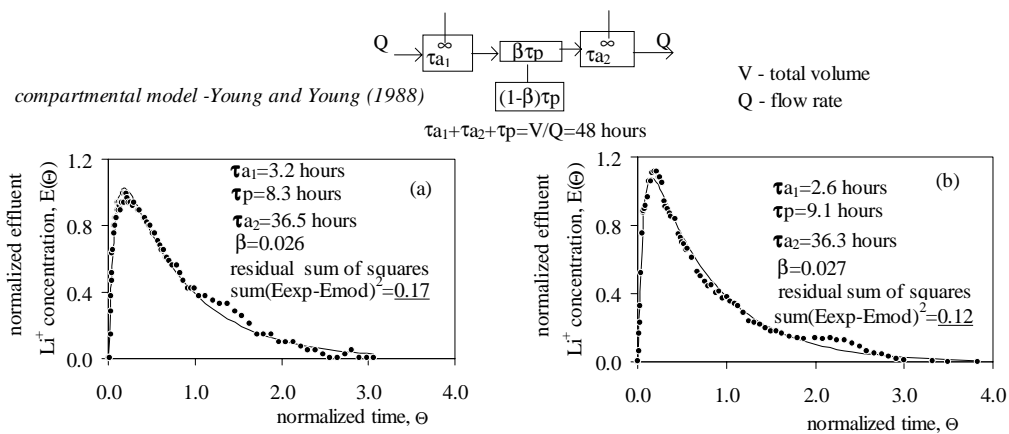 Q
τa₁ ∞
βτp
τa₂ ∞
Q
(1-β)τp
compartmental model -Young and Young (1988)
V - total volume
Q - flow rate
τa₁+τa₂+τp=V/Q=48 hours
normalized effluent
Li⁺ concentration, E(Θ)
1.2
0.8
0.4
0.0
τa₁=3.2 hours
τp=8.3 hours
τa₂=36.5 hours
β=0.026
residual sum of squares
sum(Eexp-Emod)²=0.17
(a)
0.0 1.0 2.0 3.0 4.0
normalized time, Θ
normalized effluent
Li⁺ concentration, E(Θ)
1.2
0.8
0.4
0.0
(b)
τa₁=2.6 hours
τp=9.1 hours
τa₂=36.3 hours
β=0.027
residual sum of squares
sum(Eexp-Emod)²=0.12
0.0 1.0 2.0 3.0 4.0
normalized time, Θ